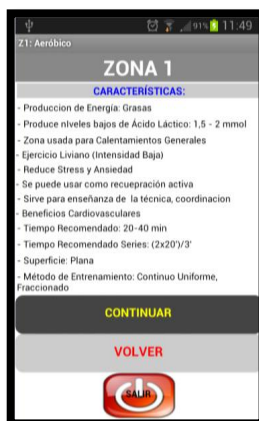 91% 11:49
Z1: Aeróbico
ZONA 1
CARACTERÍSTICAS:
- Produccion de Energía: Grasas
- Produce nIveles bajos de Ácido Láctico: 1,5 - 2 mmol
- Zona usada para Calentamientos Generales
- Ejercicio Liviano (Intensidad Baja)
- Reduce Stress y Ansiedad
- Se puede usar como recuepración activa
- Sirve para enseñanza de la técnica, coordinacion
- Beneficios Cardiovasculares
- Tiempo Recomendado: 20-40 min
- Tiempo Recomendado Series: (2x20')/3'
- Superficie: Plana
- Método de Entrenamiento: Continuo Uniforme,
Fraccionado
CONTINUAR
VOLVER
SALIR